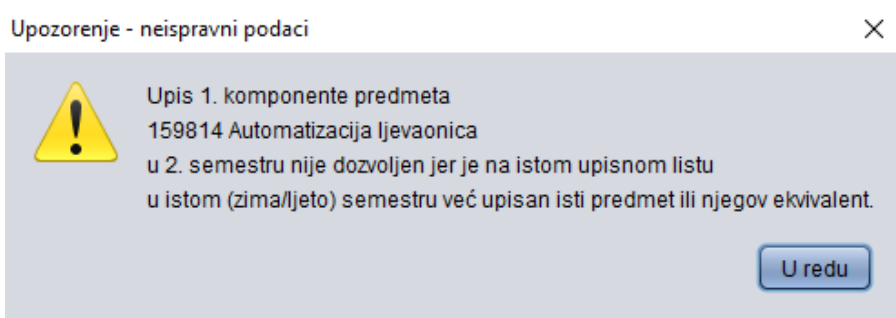 Upozorenje - neispravni podaci
Upis 1. komponente predmeta
159814 Automatizacija ljevaonica
u 2. semestru nije dozvoljen jer je na istom upisnom listu
u istom (zima/ljeto) semestru već upisan isti predmet ili njegov ekvivalent.
U redu